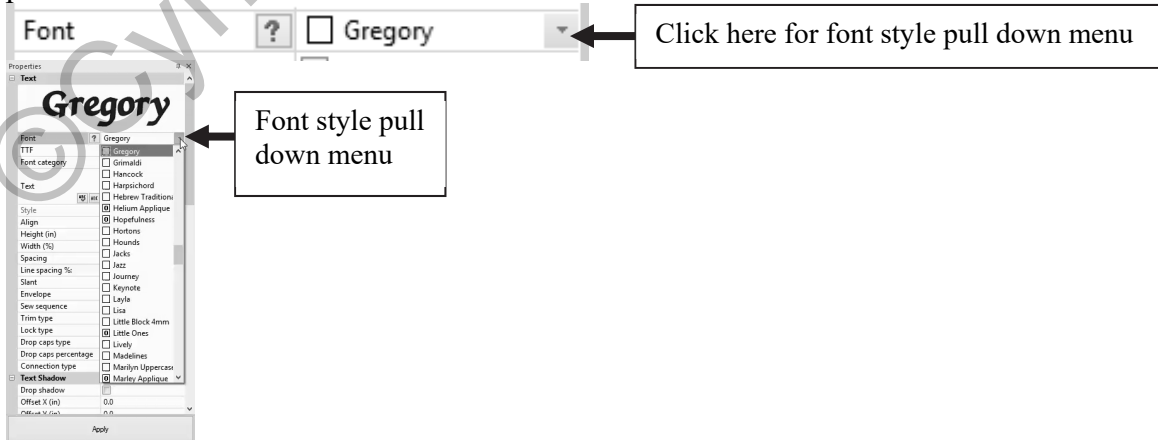 Font ? Gregory
Click here for font style pull down menu
Properties
Text
Gregory
Font style pull
down menu
Font ? Gregory
TTF
Font category
Text
Style
Align
Height (in)
Width (%)
Spacing
Line spacing %:
Slant
Envelope
Sew sequence
Trim type
Lock type
Drop caps type
Drop caps percentage
Connection type
Text Shadow
Drop shadow
Offset X (in) 0.0
Gregory
Grimaldi
Hancock
Harpsichord
Hebrew Traditiona
Helium Applique
Hopefulness
Hortons
Hounds
Jacks
Jazz
Journey
Keynote
Layla
Lisa
Little Block 4mm
Little Ones
Lively
Madelines
Marilyn Uppercase
Marley Applique
Apply